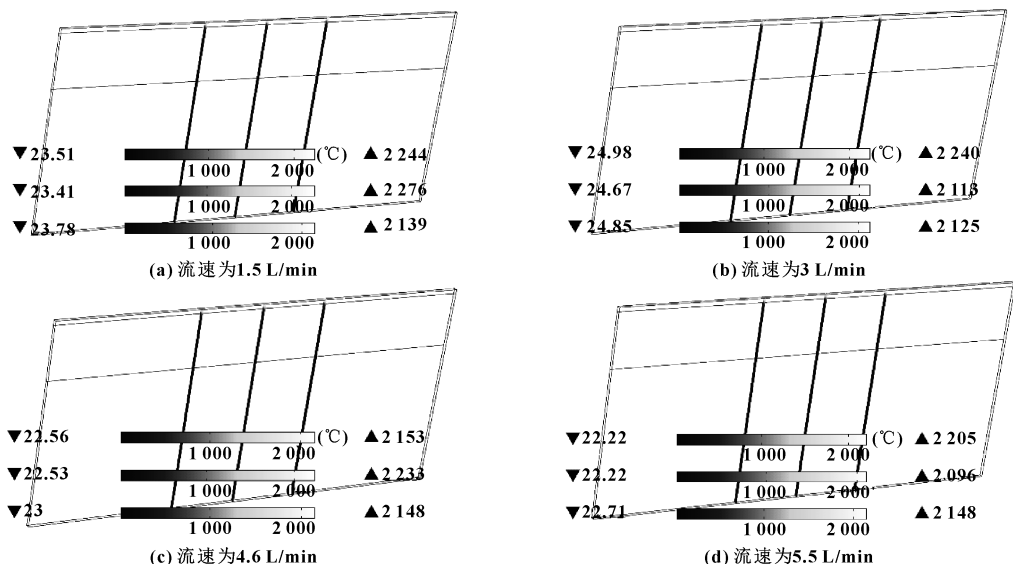 ▼23.51 (℃) ▲2 244
1 000 2 000
▼23.41 ▲2 276
1 000 2 000
▼23.78 ▲2 139
1 000 2 000
(a) 流速为1.5 L/min
▼24.98 (℃) ▲2 240
1 000 2 000
▼24.67 ▲2 113
1 000 2 000
▼24.85 ▲2 125
1 000 2 000
(b) 流速为3 L/min
▼22.56 (℃) ▲2 153
1 000 2 000
▼22.53 ▲2 233
1 000 2 000
▼23 ▲2 148
1 000 2 000
(c) 流速为4.6 L/min
▼22.22 (℃) ▲2 205
1 000 2 000
▼22.22 ▲2 096
1 000 2 000
▼22.71 ▲2 148
1 000 2 000
(d) 流速为5.5 L/min